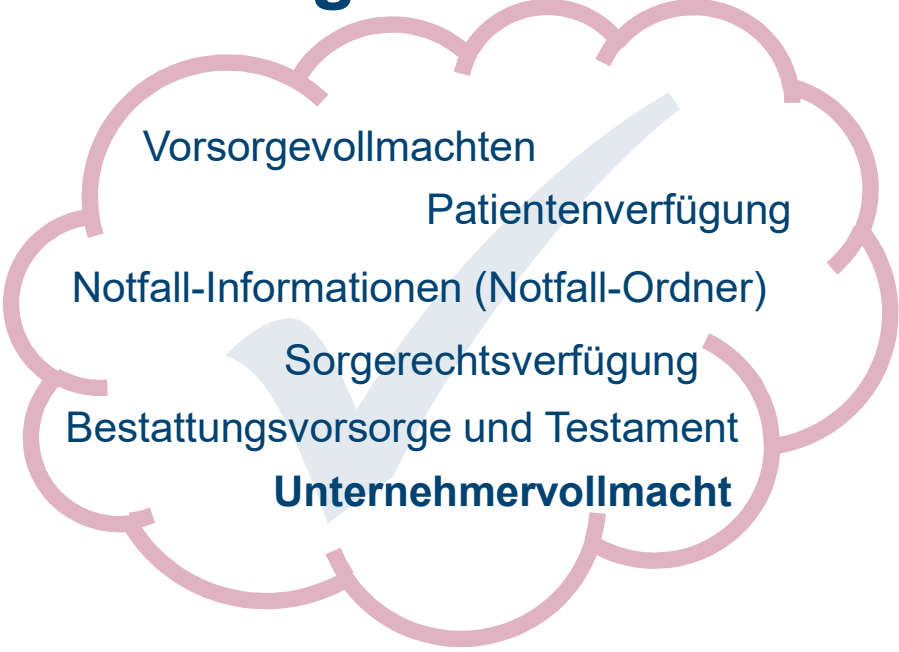 Vorsorgevollmachten
Patientenverfügung
Notfall-Informationen (Notfall-Ordner)
Sorgerechtsverfügung
Bestattungsvorsorge und Testament
Unternehmervollmacht